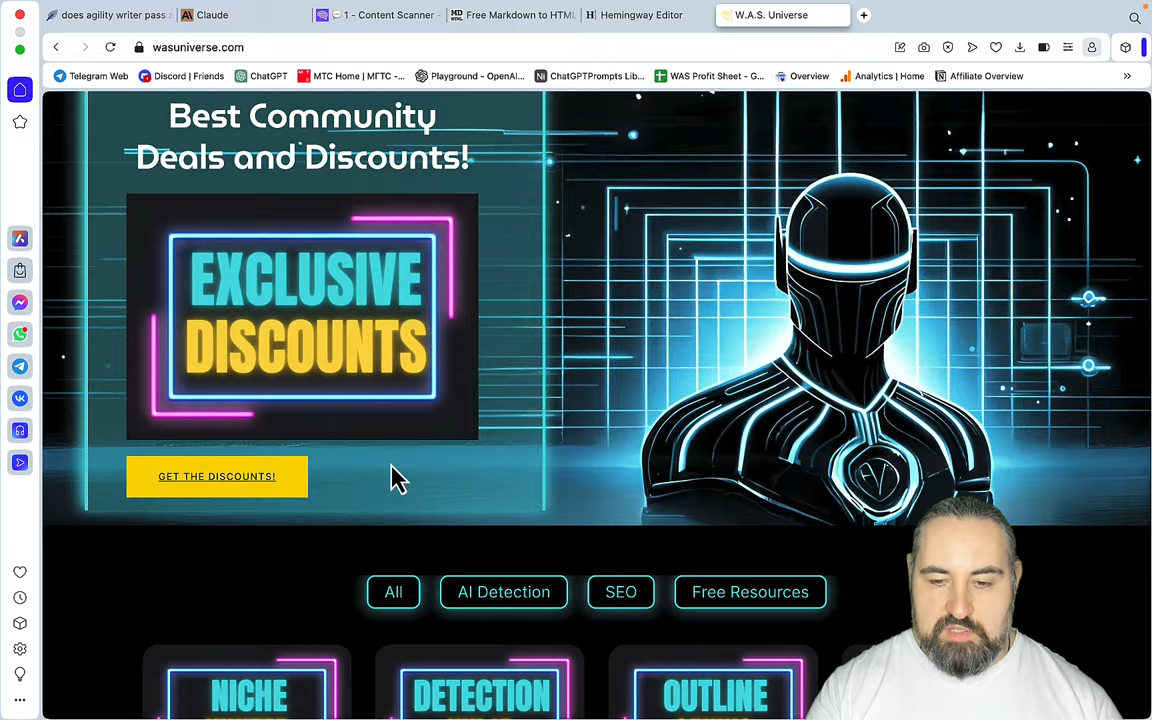 does agility writer pass a
Claude
1 - Content Scanner
Free Markdown to HTML
Hemingway Editor
W.A.S. Universe
wasuniverse.com
Telegram Web
Discord | Friends
ChatGPT
MTC Home | MFTC -...
Playground - OpenAI...
ChatGPTPrompts Lib...
WAS Profit Sheet - G...
Overview
Analytics | Home
Affiliate Overview
Best Community
Deals and Discounts!
EXCLUSIVE
DISCOUNTS
GET THE DISCOUNTS!
All
AI Detection
SEO
Free Resources
NICHE
DETECTION
OUTLINE